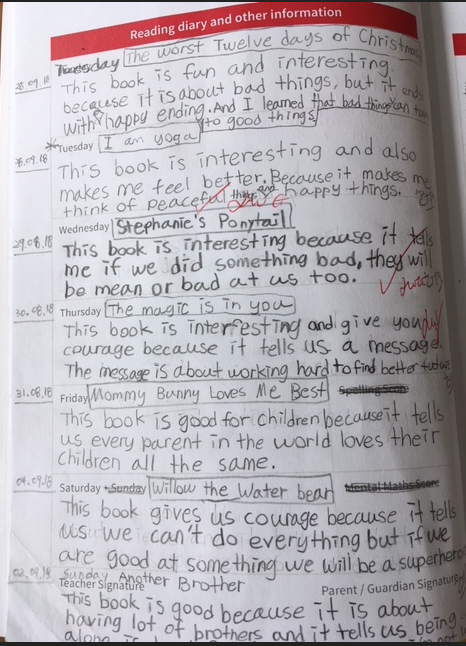 Reading diary and other information
day The worst Twelve days of Christmas
28.09.18
This book is fun and interesting
because it is about bad things, but it ends
with happy ending. And I learned that bad things can turn
to good things
Tuesday I am yoga
28.09.18
This book is interesting and also
makes me feel better. Because it makes me
think of peaceful things and happy things.
Wednesday Stephanie's Ponytail
29.08.18
This book is interesting because it tells
me if we did something bad, they will
be mean or bad at us too.
30.08.18
Thursday The magic is in you
This book is interesting and give you
courage because it tells us a message.
The message is about working hard to find better
31.08.18
Friday Mommy Bunny Loves Me Best Spelling Score
This book is good for children because it tells
us every parent in the world loves their
children all the same.
01.09.18
Saturday + Sunday Willow the Water bear Mental Maths Score
This book gives us courage because it tells
us we can't do everything but if we
are good at something we will be a superhero
02.09.18
Sunday Another Brother
Teacher Signature Parent / Guardian Signature
This book is good because it is about
having lot of brothers and it tells us being